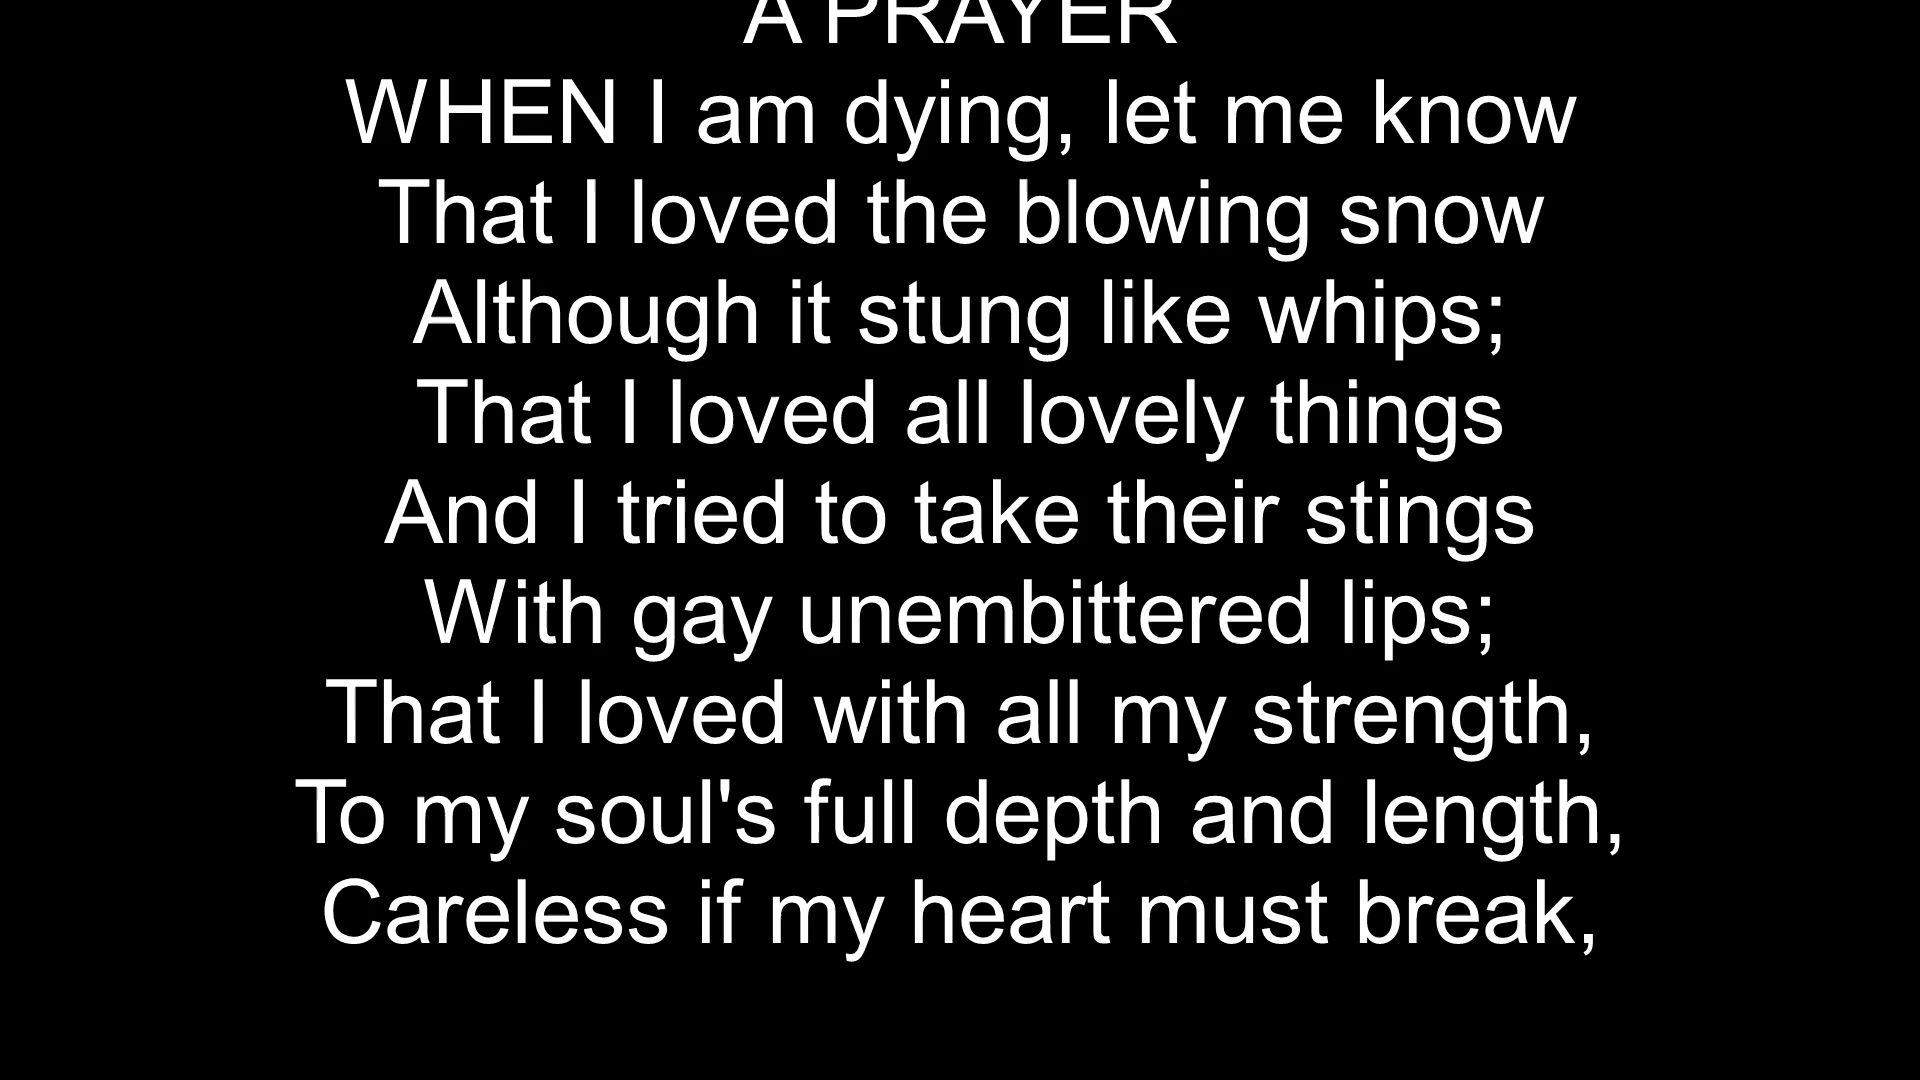 A PRAYER
WHEN I am dying, let me know
That I loved the blowing snow
Although it stung like whips;
That I loved all lovely things
And I tried to take their stings
With gay unembittered lips;
That I loved with all my strength,
To my soul's full depth and length,
Careless if my heart must break,